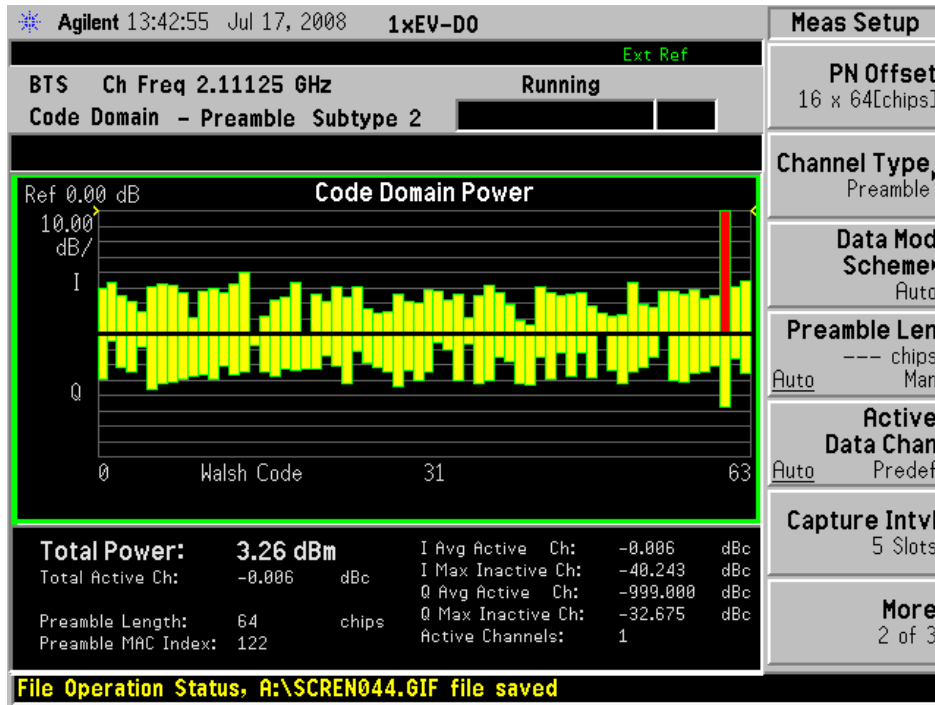 Agilent 13:42:55 Jul 17, 2008 1xEV-DO
Ext Ref
BTS Ch Freq 2.11125 GHz Running
Code Domain - Preamble Subtype 2
Ref 0.00 dB Code Domain Power
10.00
dB/
I
Q
0 Walsh Code 31 63
Total Power: 3.26 dBm
Total Active Ch: -0.006 dBc
Preamble Length: 64 chips
Preamble MAC Index: 122
I Avg Active Ch: -0.006 dBc
I Max Inactive Ch: -40.243 dBc
Q Avg Active Ch: -999.000 dBc
Q Max Inactive Ch: -32.675 dBc
Active Channels: 1
File Operation Status, A:\SCREN044.GIF file saved
Meas Setup
PN Offset
16 x 64[chips]
Channel Type
Preamble
Data Mod
Scheme
Auto
Preamble Len
--- chips
Auto Man
Active
Data Chan
Auto Predef
Capture Intvl
5 Slots
More
2 of 3